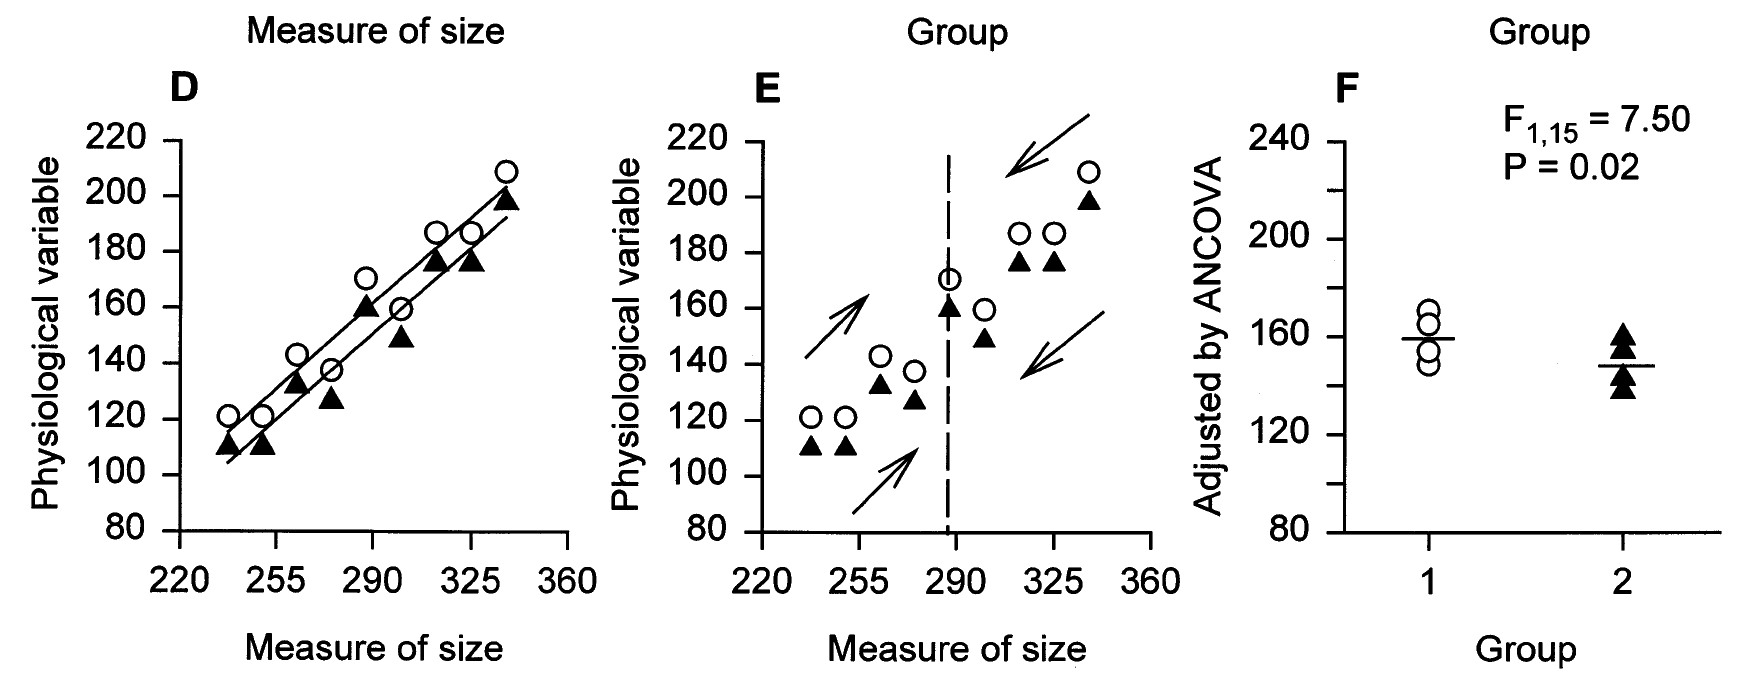 Measure of size
Group
Group
D
E
F
F1,15 = 7.50
P = 0.02
Physiological variable
220
200
180
160
140
120
100
80
220 255 290 325 360
Measure of size
Physiological variable
220
200
180
160
140
120
100
80
220 255 290 325 360
Measure of size
Adjusted by ANCOVA
240
200
160
120
80
1 2
Group